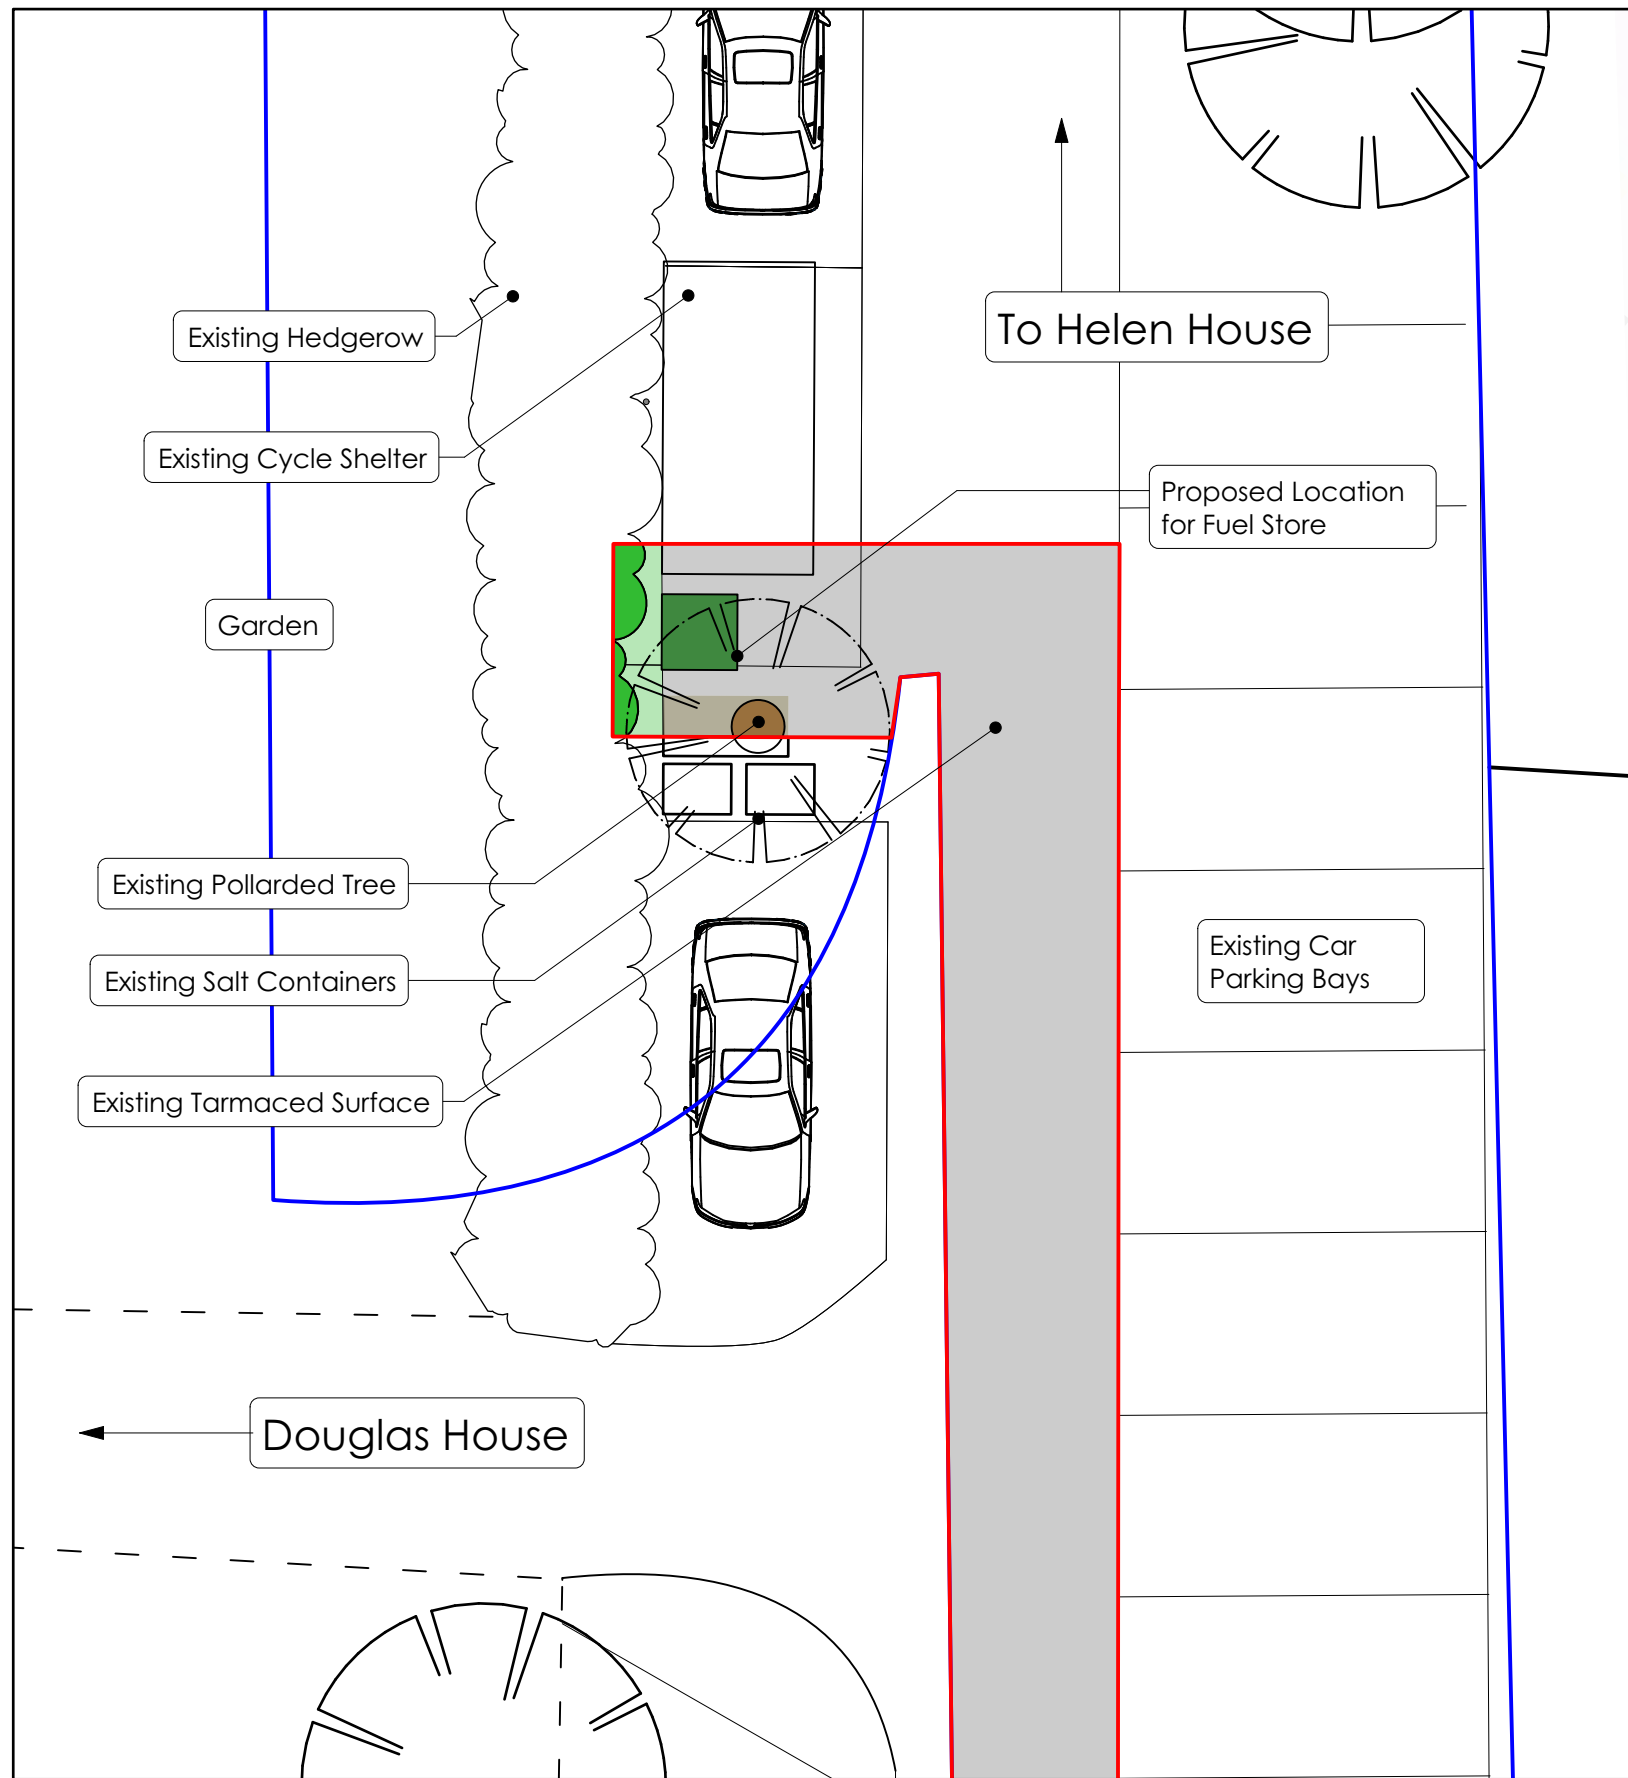 To Helen House
Existing Hedgerow
Existing Cycle Shelter
Proposed Location
for Fuel Store
Garden
Existing Pollarded Tree
Existing Car
Parking Bays
Existing Salt Containers
Existing Tarmaced Surface
Douglas House